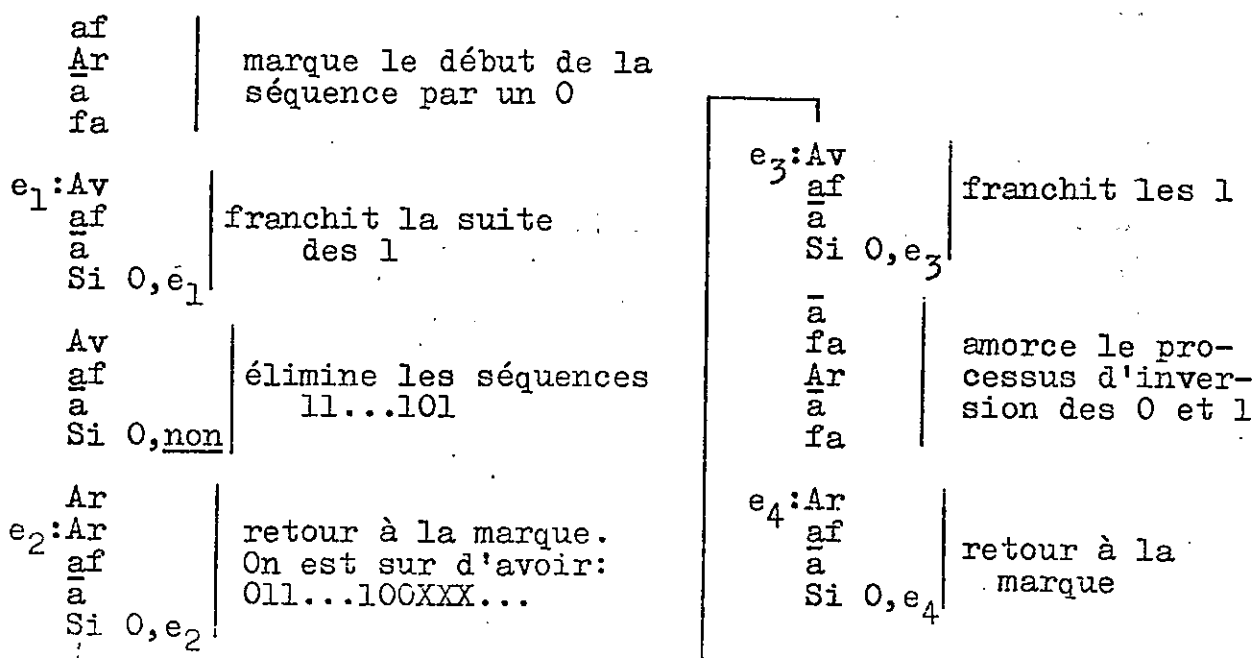 af
Ar
a̅
fa
marque le début de la
séquence par un 0
e₁:Av
af
a̅
Si 0,e₁
franchit la suite
des 1
Av
af
a̅
Si 0,non
élimine les séquences
11...101
Ar
e₂:Ar
af
a̅
Si 0,e₂
retour à la marque.
On est sur d'avoir:
011...100XXX...
e₃:Av
af
a̅
Si 0,e₃
franchit les 1
a̅
fa
Ar
a̅
fa
amorce le pro-
cessus d'inver-
sion des 0 et 1
e₄:Ar
af
a̅
Si 0,e₄
retour à la
marque